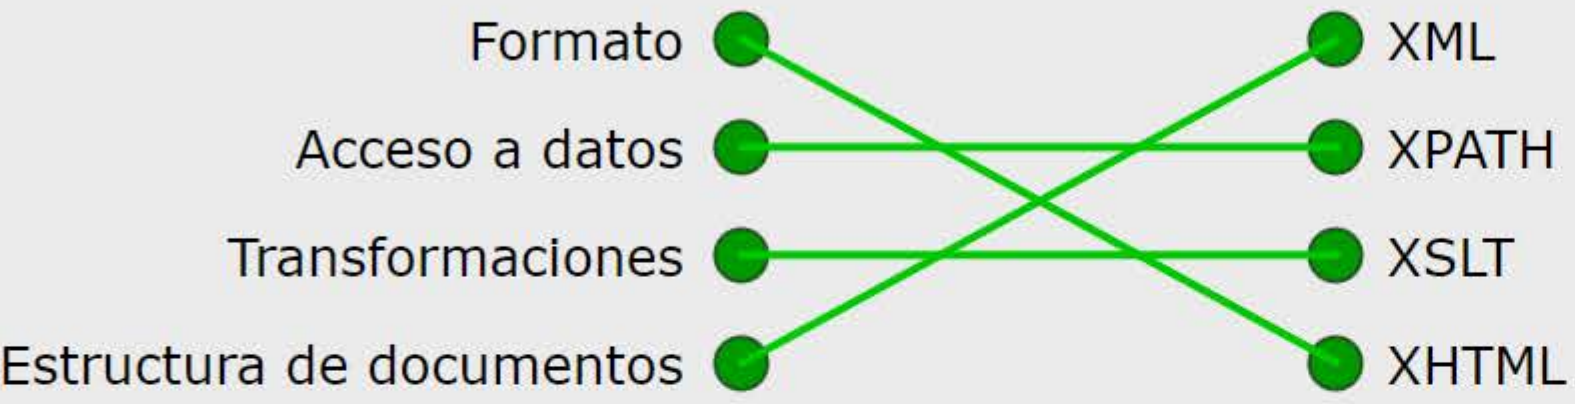 Formato XML
Acceso a datos XPATH
Transformaciones XSLT
Estructura de documentos XHTML